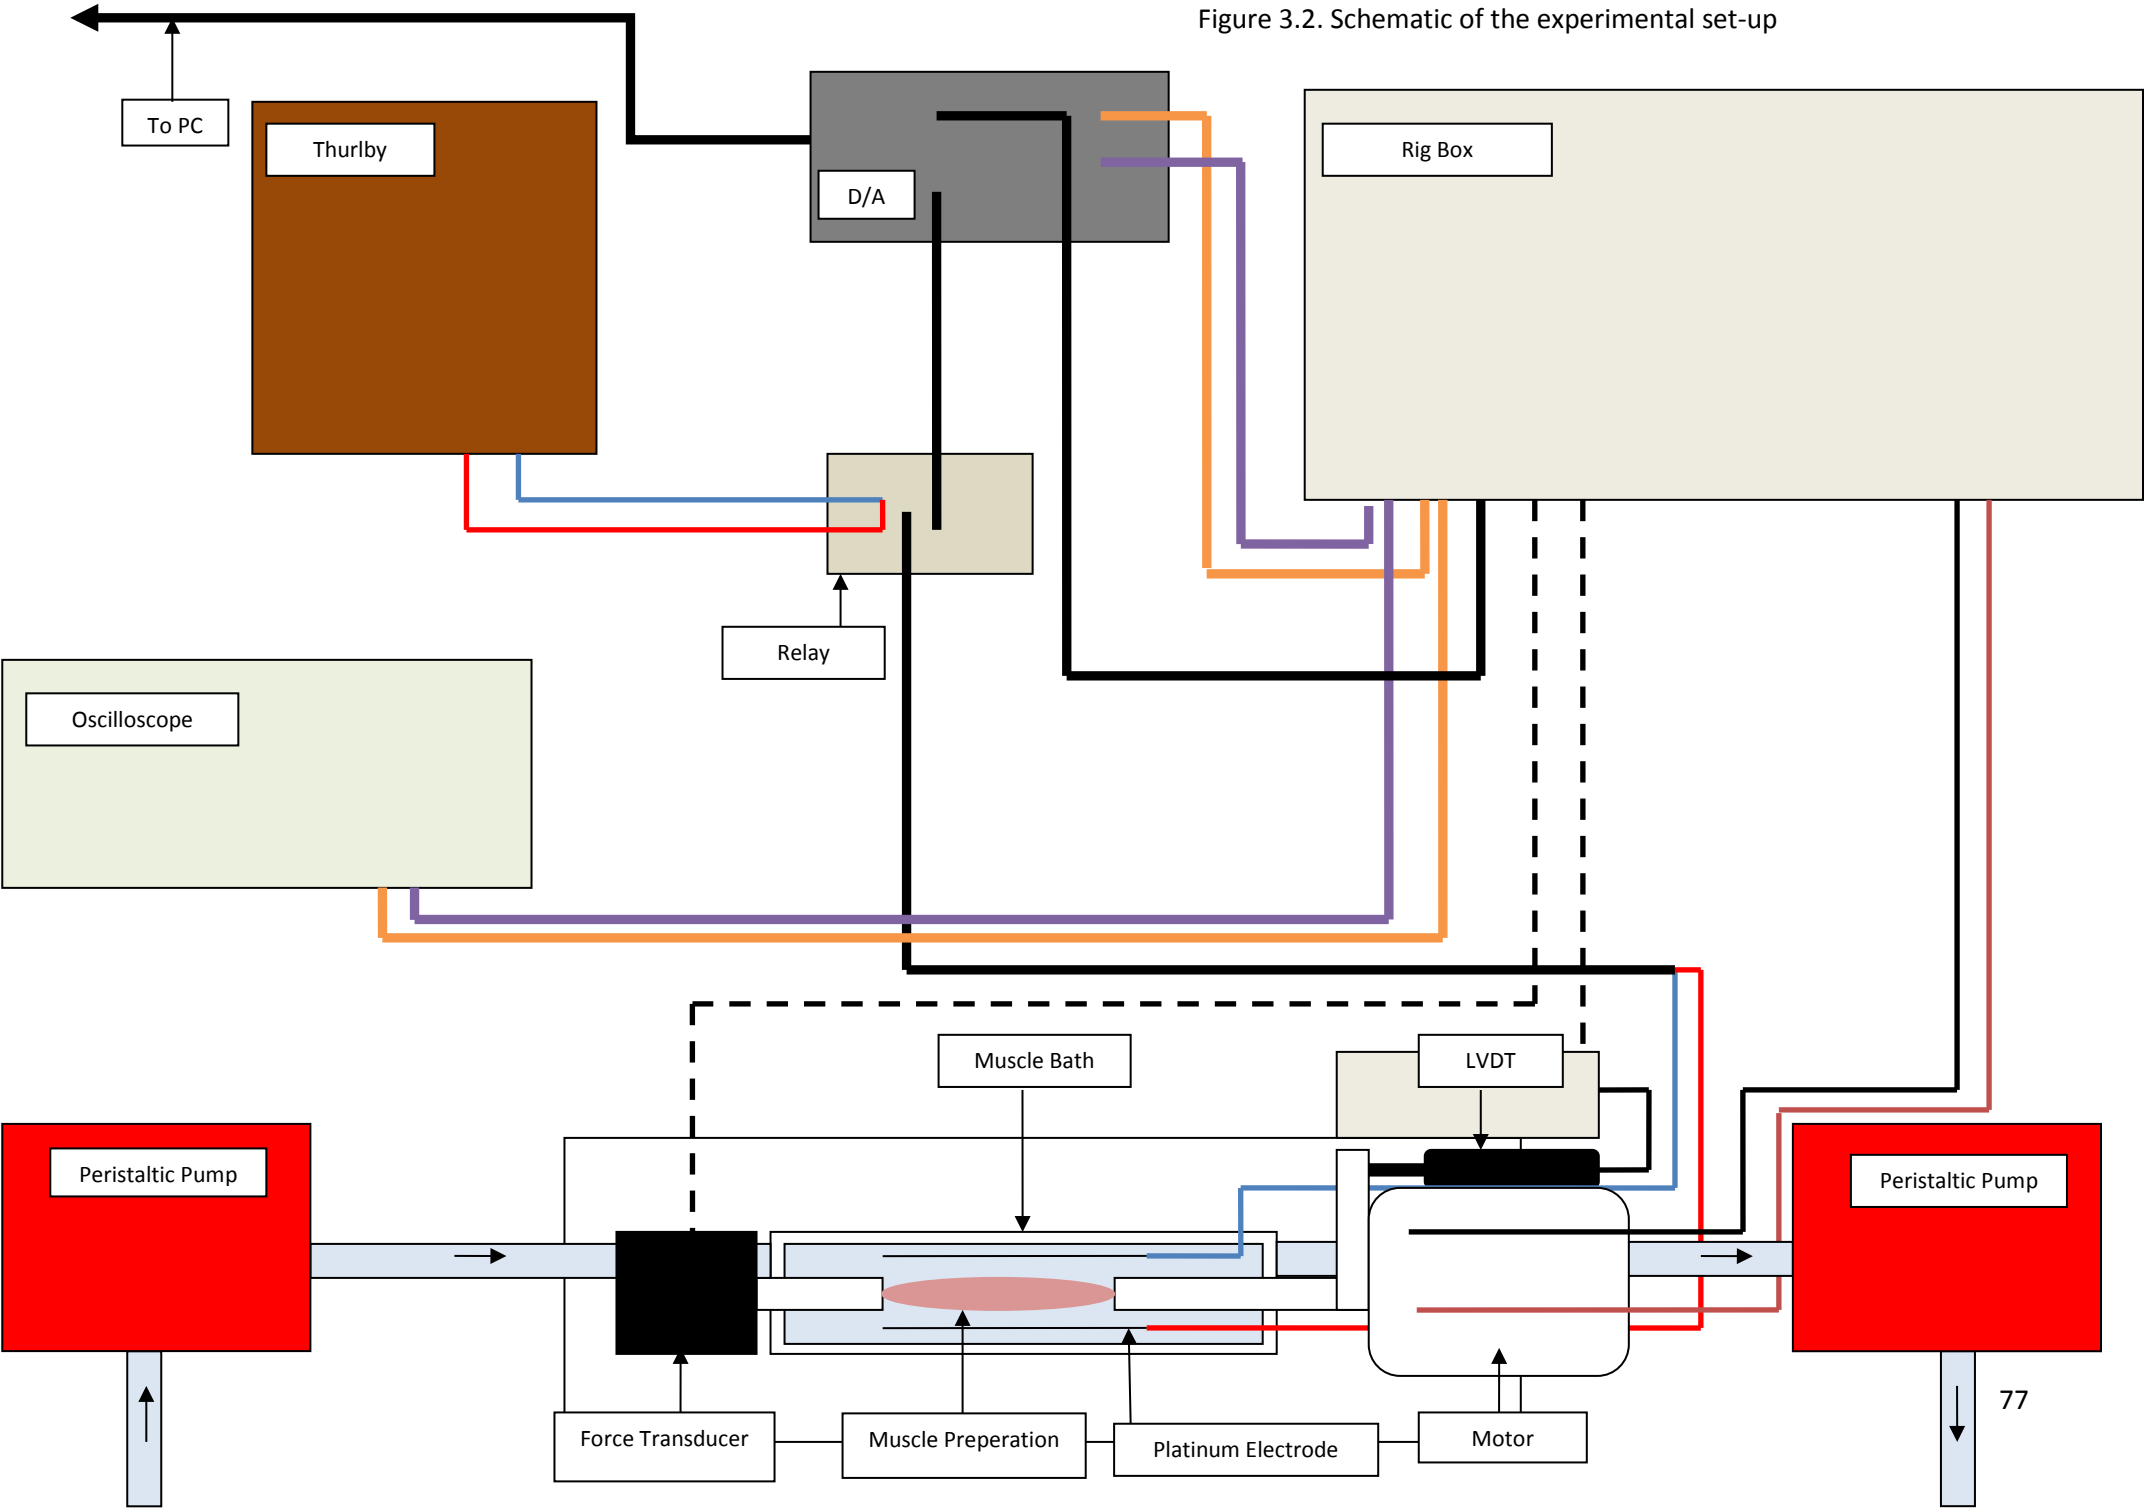 Figure 3.2. Schematic of the experimental set-up
To PC
Thurlby
D/A
Rig Box
Relay
Oscilloscope
Muscle Bath
LVDT
Peristaltic Pump
Peristaltic Pump
Force Transducer
Muscle Preperation
Platinum Electrode
Motor
77